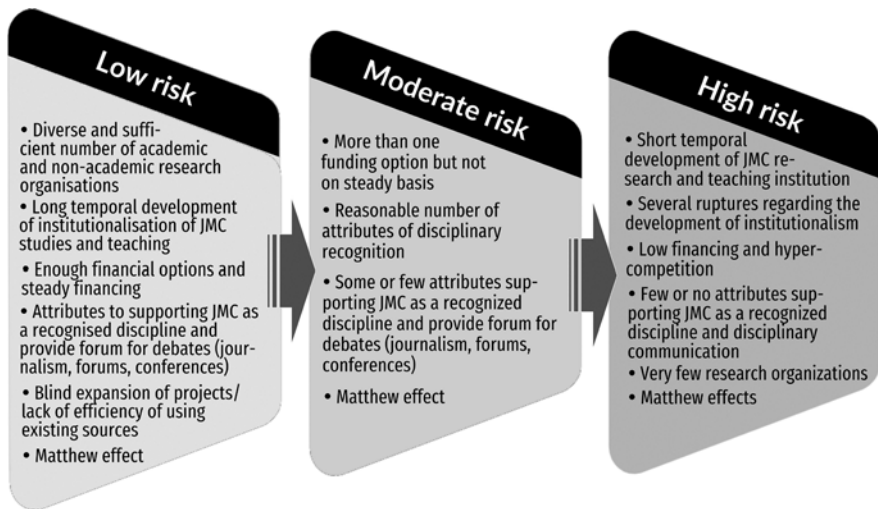 Low risk
• Diverse and suffi-
cient number of academic
and non-academic research
organisations
• Long temporal development
of institutionalisation of JMC
studies and teaching
• Enough financial options and
steady financing
• Attributes to supporting JMC as
a recognised discipline and
provide forum for debates (jour-
nalism, forums, conferences)
• Blind expansion of projects/
lack of efficiency of using
existing sources
• Matthew effect
Moderate risk
• More than one
funding option but not
on steady basis
• Reasonable number of
attributes of disciplinary
recognition
• Some or few attributes sup-
porting JMC as a recognized
discipline and provide forum for
debates (journalism, forums,
conferences)
• Matthew effect
High risk
• Short temporal
development of JMC re-
search and teaching institution
• Several ruptures regarding the
development of institutionalism
• Low financing and hyper-
competition
• Few or no attributes sup-
porting JMC as a recognized
discipline and disciplinary
communication
• Very few research organizations
• Matthew effects